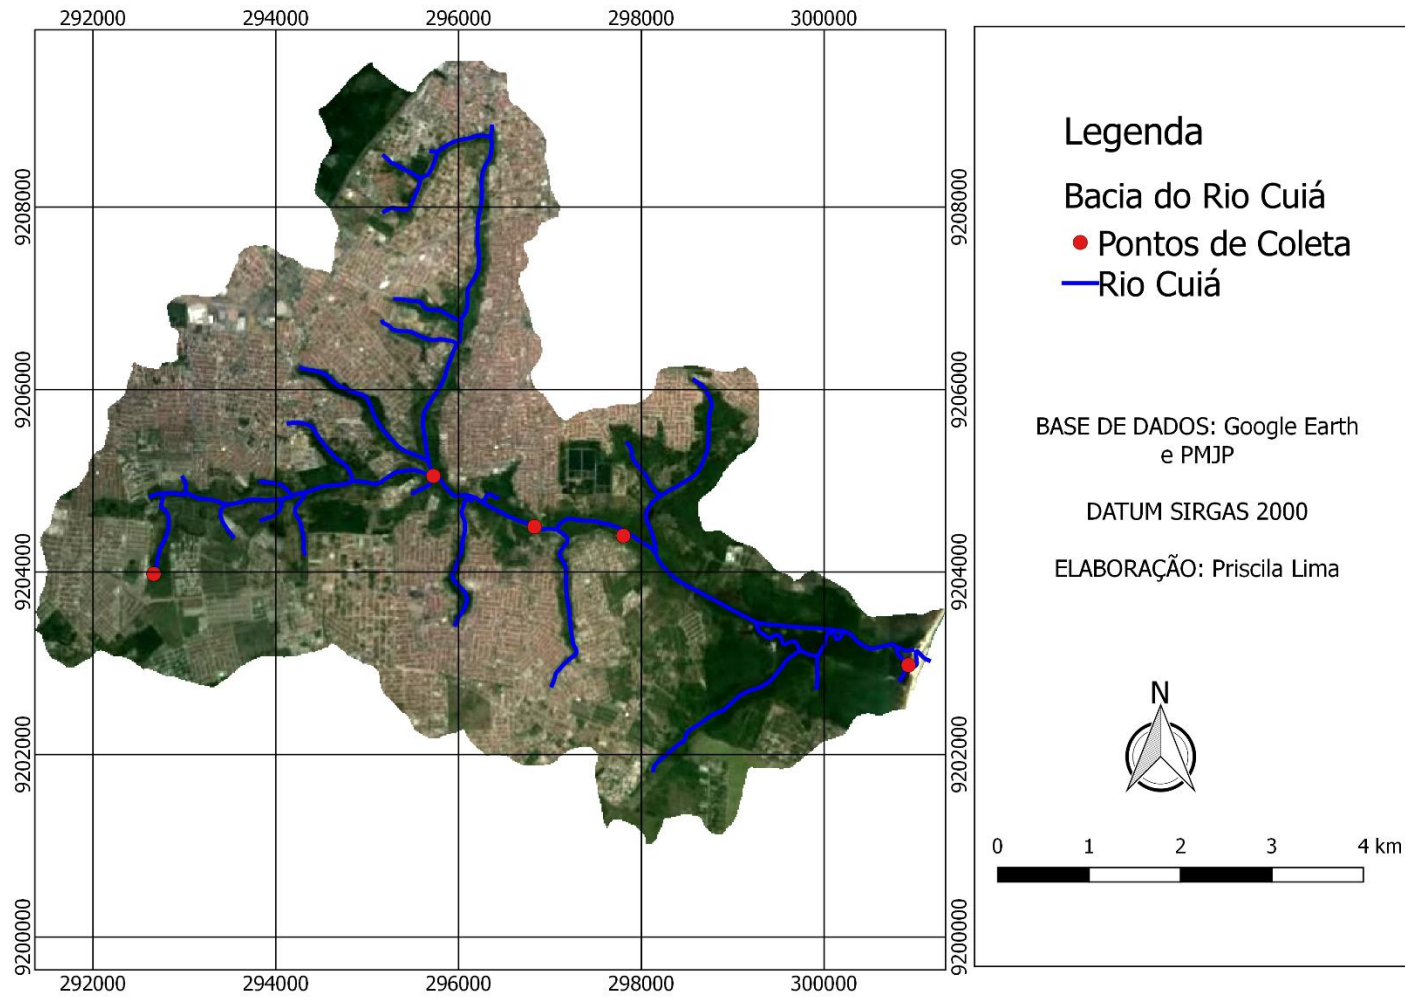 292000 294000 296000 298000 300000
9208000 9208000
9206000 9206000
9204000 9204000
9202000 9202000
9200000 9200000
292000 294000 296000 298000 300000
Legenda
Bacia do Rio Cuiá
Pontos de Coleta
Rio Cuiá
BASE DE DADOS: Google Earth
e PMJP
DATUM SIRGAS 2000
ELABORAÇÃO: Priscila Lima
N
0 1 2 3 4 km